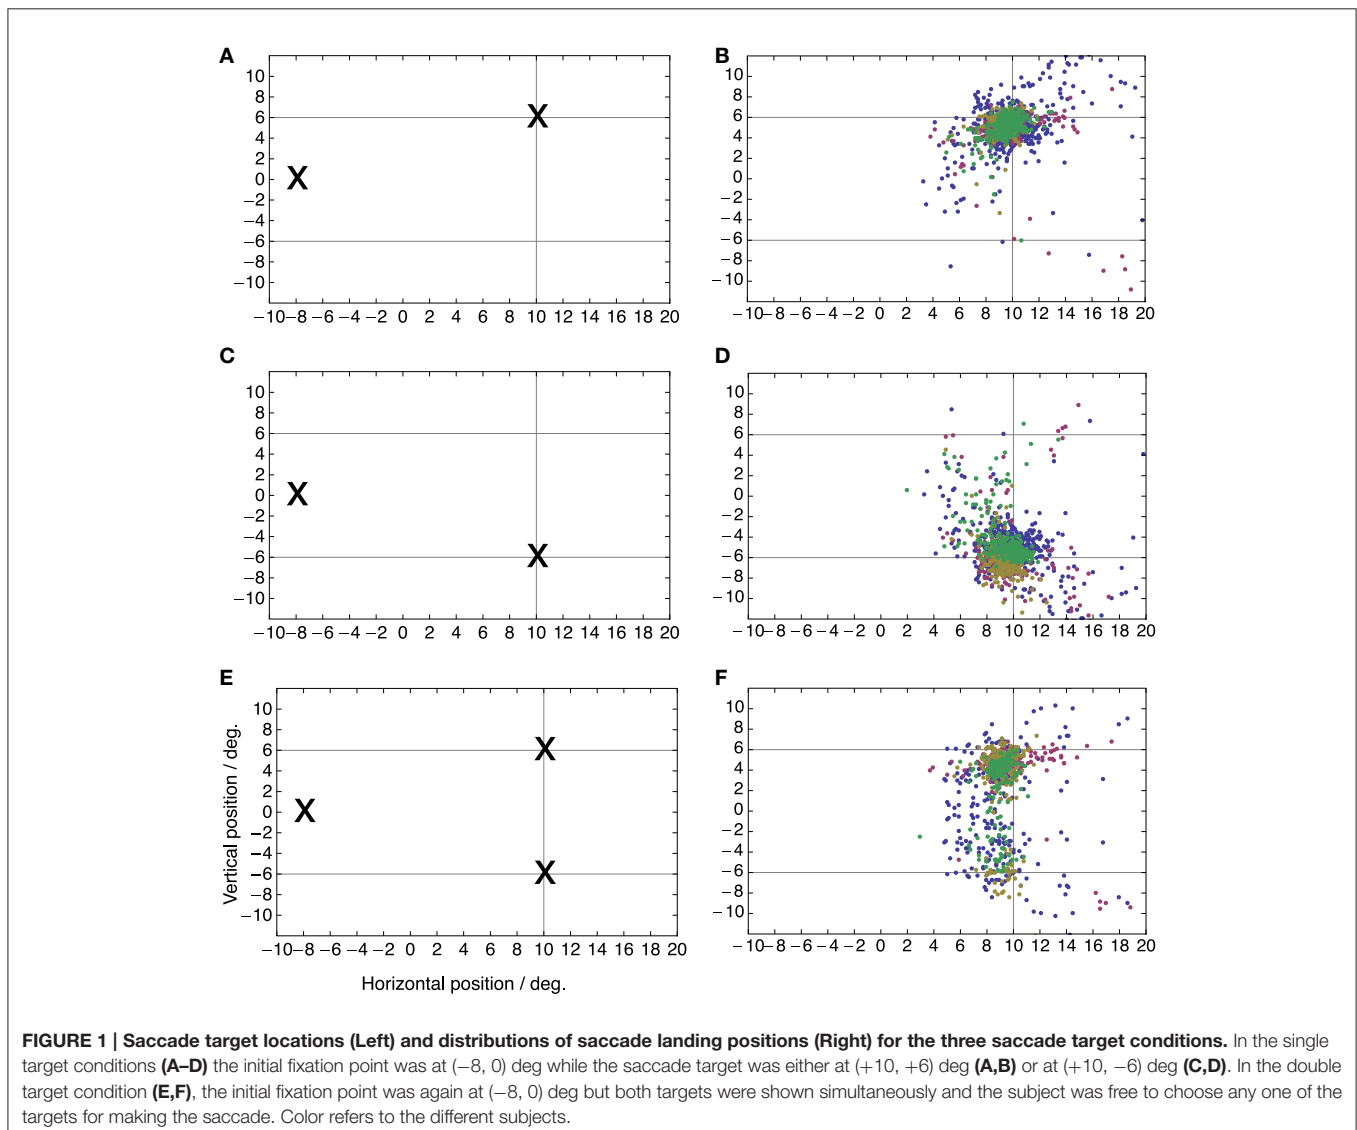 A
B
10
8
6
4
2
0
−2
−4
−6
−8
−10
X
X
−10−8 −6 −4 −2 0 2 4 6 8 10 12 14 16 18 20
10
8
6
4
2
0
−2
−4
−6
−8
−10
−10−8 −6 −4 −2 0 2 4 6 8 10 12 14 16 18 20
C
D
10
8
6
4
2
0
−2
−4
−6
−8
−10
X
X
−10−8 −6 −4 −2 0 2 4 6 8 10 12 14 16 18 20
10
8
6
4
2
0
−2
−4
−6
−8
−10
−10−8 −6 −4 −2 0 2 4 6 8 10 12 14 16 18 20
E
F
Vertical position / deg.
10
8
6
4
2
0
−2
−4
−6
−8
−10
X
X
X
−10−8 −6 −4 −2 0 2 4 6 8 10 12 14 16 18 20
Horizontal position / deg.
10
8
6
4
2
0
−2
−4
−6
−8
−10
−10−8 −6 −4 −2 0 2 4 6 8 10 12 14 16 18 20
FIGURE 1 | Saccade target locations (Left) and distributions of saccade landing positions (Right) for the three saccade target conditions. In the single
target conditions (A–D) the initial fixation point was at (−8, 0) deg while the saccade target was either at (+10, +6) deg (A,B) or at (+10, −6) deg (C,D). In the double
target condition (E,F), the initial fixation point was again at (−8, 0) deg but both targets were shown simultaneously and the subject was free to choose any one of the
targets for making the saccade. Color refers to the different subjects.